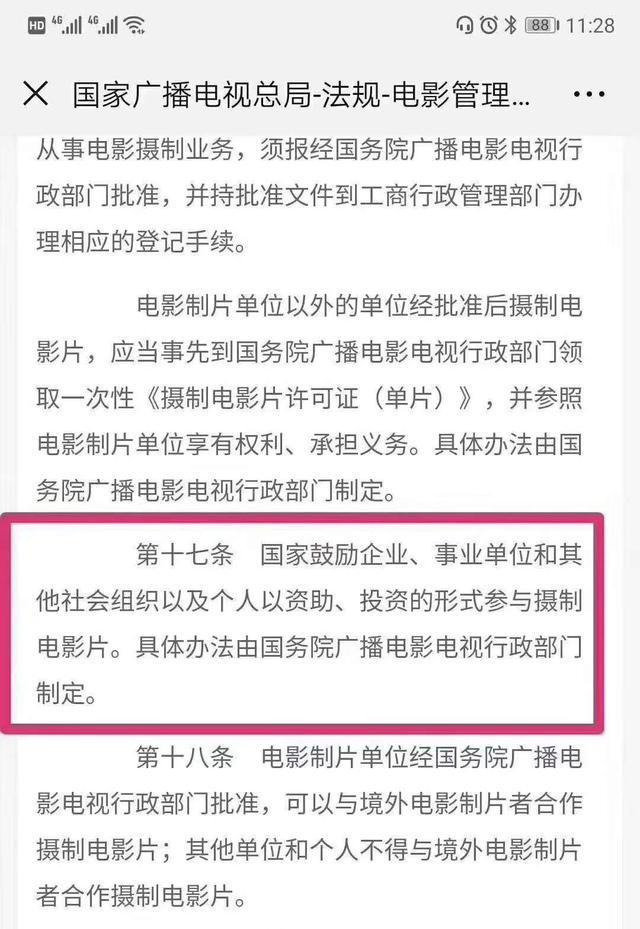 HD 4G 4G 88 11:28
国家广播电视总局-法规-电影管理...
从事电影摄制业务，须报经国务院广播电影电视行
政部门批准，并持批准文件到工商行政管理部门办
理相应的登记手续。
电影制片单位以外的单位经批准后摄制电
影片，应当事先到国务院广播电影电视行政部门领
取一次性《摄制电影片许可证（单片）》，并参照
电影制片单位享有权利、承担义务。具体办法由国
务院广播电影电视行政部门制定。
第十七条 国家鼓励企业、事业单位和其
他社会组织以及个人以资助、投资的形式参与摄制
电影片。具体办法由国务院广播电影电视行政部门
制定。
第十八条 电影制片单位经国务院广播电
影电视行政部门批准，可以与境外电影制片者合作
摄制电影片；其他单位和个人不得与境外电影制片
者合作摄制电影片。